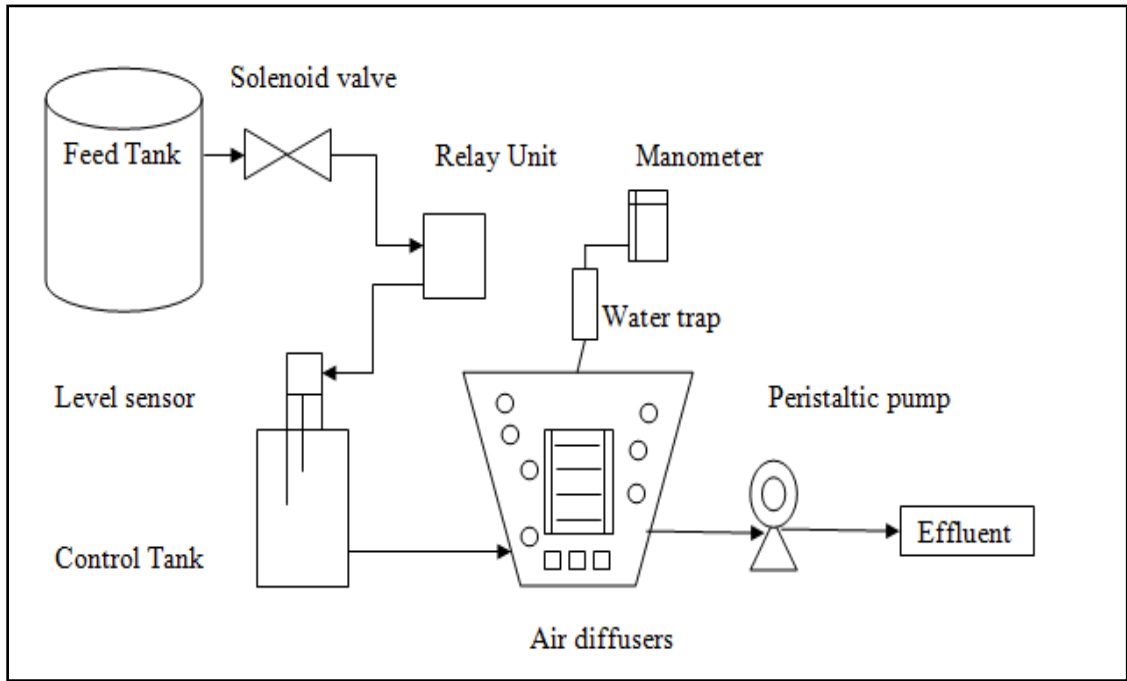 Solenoid valve
Feed Tank
Relay Unit
Manometer
Water trap
Level sensor
Peristaltic pump
Control Tank
Effluent
Air diffusers